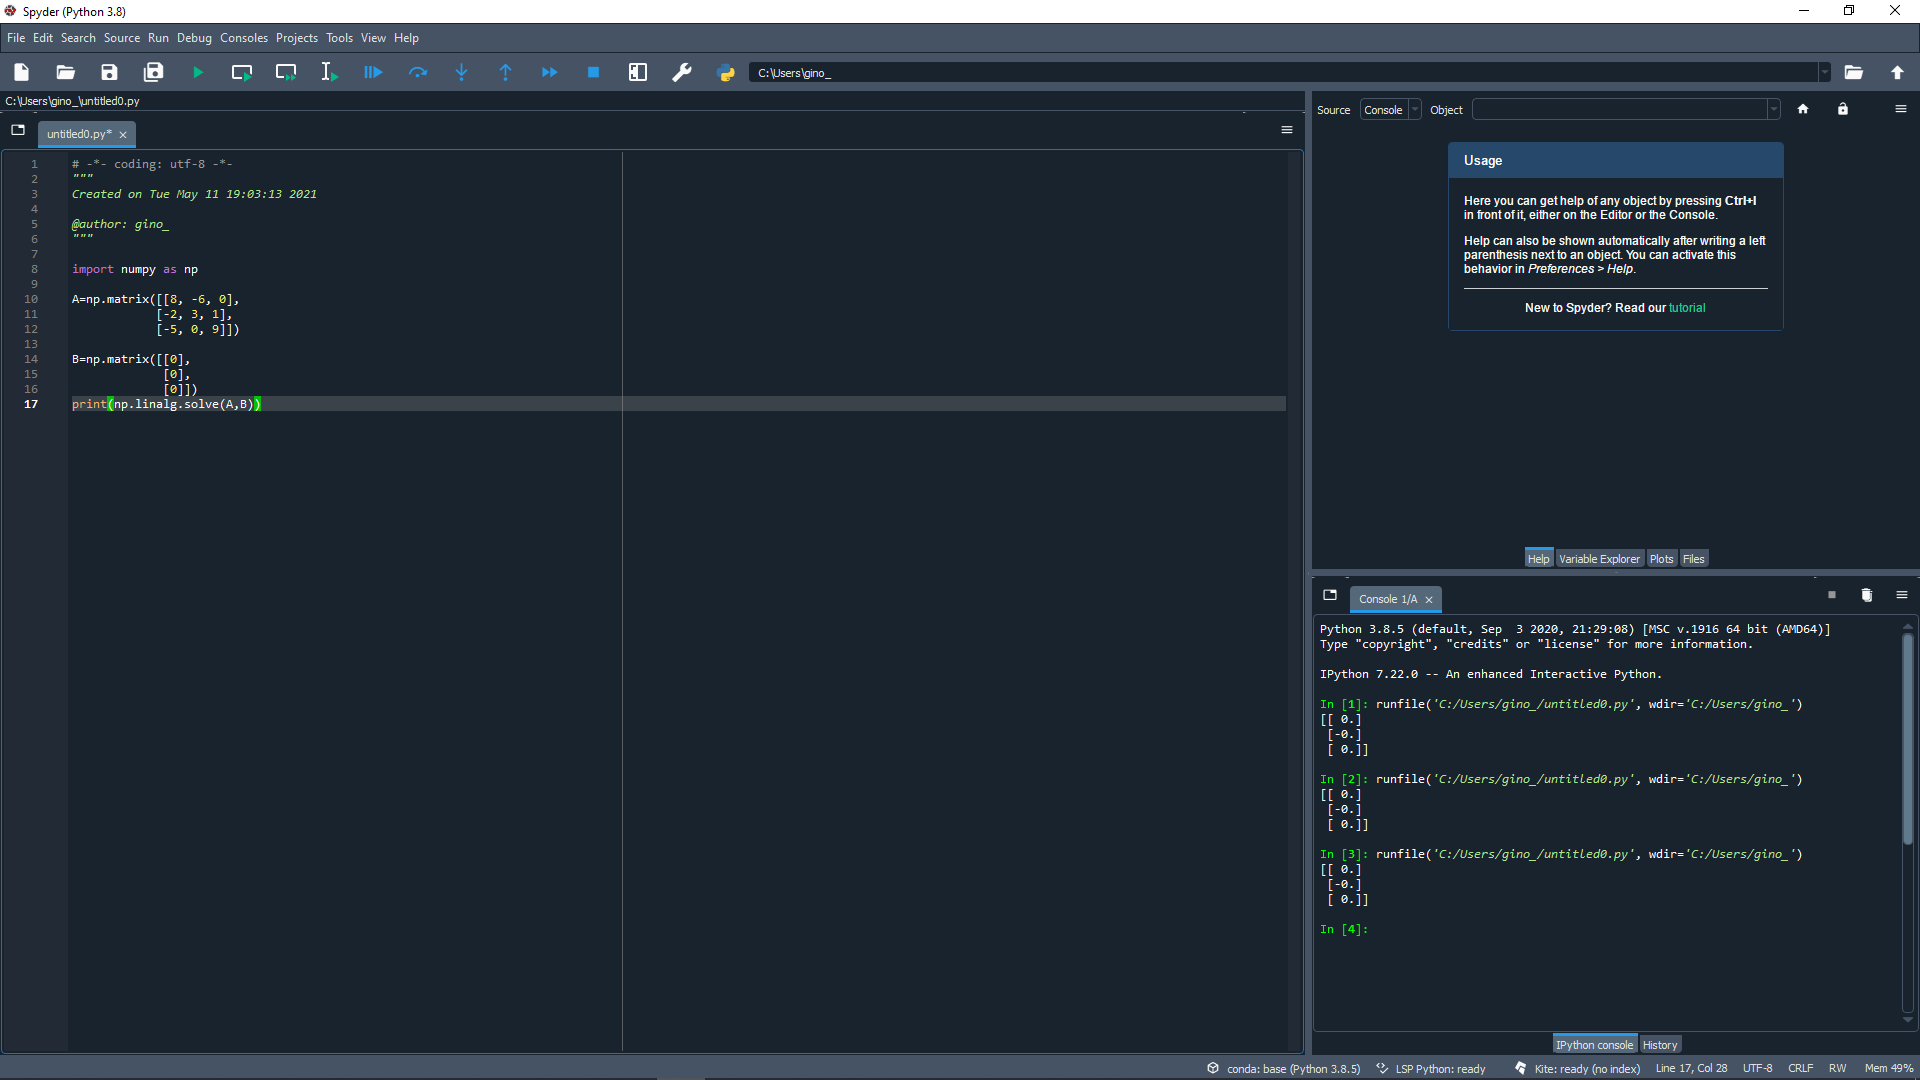 Spyder (Python 3.8)
File Edit Search Source Run Debug Consoles Projects Tools View Help
C:\Users\gino_
C:\Users\gino_\untitled0.py
untitled0.py*
1 # -*- coding: utf-8 -*-
2 """
3 Created on Tue May 11 19:03:13 2021
4
5 @author: gino_
6 """
7
8 import numpy as np
9
10 A=np.matrix([[8, -6, 0],
11 [-2, 3, 1],
12 [-5, 0, 9]])
13
14 B=np.matrix([[0],
15 [0],
16 [0]])
17 print(np.linalg.solve(A,B))
Source Console Object
Usage
Here you can get help of any object by pressing Ctrl+I
in front of it, either on the Editor or the Console.
Help can also be shown automatically after writing a left
parenthesis next to an object. You can activate this
behavior in Preferences > Help.
New to Spyder? Read our tutorial
Help Variable Explorer Plots Files
Console 1/A
Python 3.8.5 (default, Sep  3 2020, 21:29:08) [MSC v.1916 64 bit (AMD64)]
Type "copyright", "credits" or "license" for more information.
IPython 7.22.0 -- An enhanced Interactive Python.
In [1]: runfile('C:/Users/gino_/untitled0.py', wdir='C:/Users/gino_')
[[ 0.]
[-0.]
[ 0.]]
In [2]: runfile('C:/Users/gino_/untitled0.py', wdir='C:/Users/gino_')
[[ 0.]
[-0.]
[ 0.]]
In [3]: runfile('C:/Users/gino_/untitled0.py', wdir='C:/Users/gino_')
[[ 0.]
[-0.]
[ 0.]]
In [4]:
IPython console History
conda: base (Python 3.8.5) LSP Python: ready Kite: ready (no index) Line 17, Col 28 UTF-8 CRLF RW Mem 49%